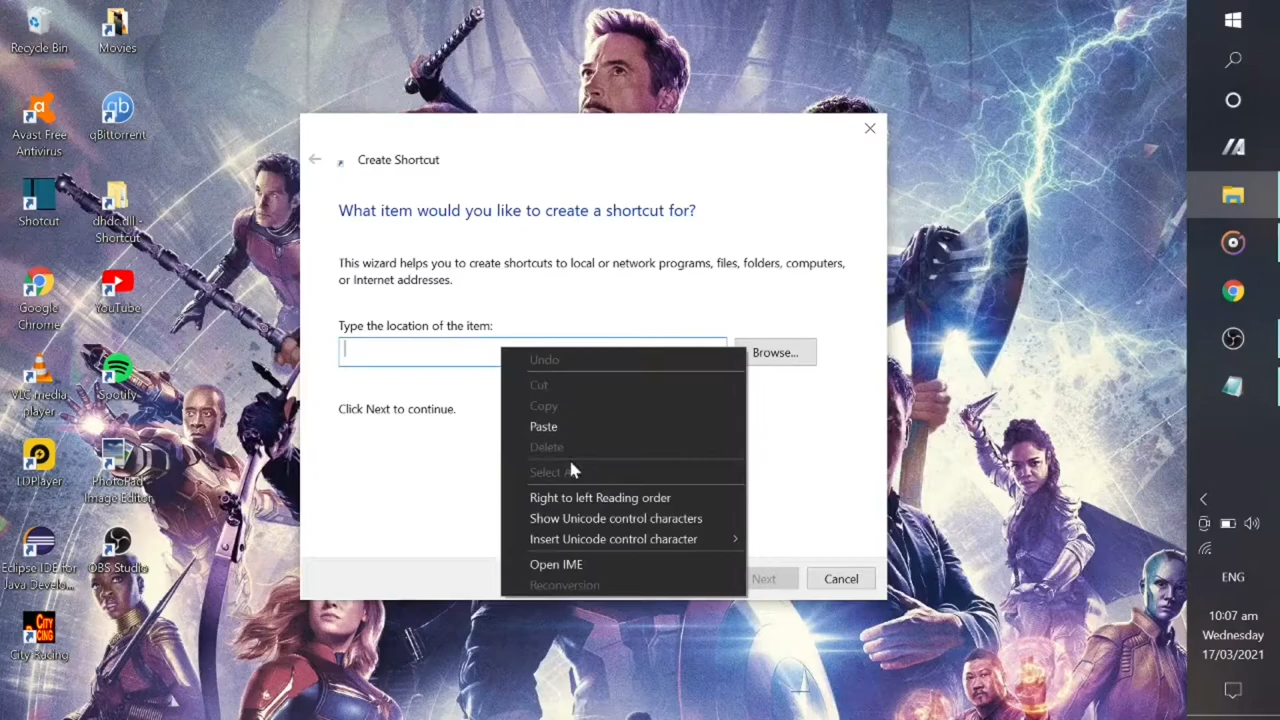 Recycle Bin
Movies
Avast Free
Antivirus
qBittorrent
Shotcut
dhdc.dll -
Shortcut
Google
Chrome
YouTube
VLC media
player
Spotify
LDPlayer
PhotoPad
Image Editor
Eclipse IDE for
Java Develo...
OBS Studio
CITY
RACING
City Racing
Create Shortcut
What item would you like to create a shortcut for?
This wizard helps you to create shortcuts to local or network programs, files, folders, computers,
or Internet addresses.
Type the location of the item:
Browse...
Click Next to continue.
Undo
Cut
Copy
Paste
Delete
Select
Right to left Reading order
Show Unicode control characters
Insert Unicode control character
Open IME
Reconversion
Next
Cancel
ENG
10:07 am
Wednesday
17/03/2021